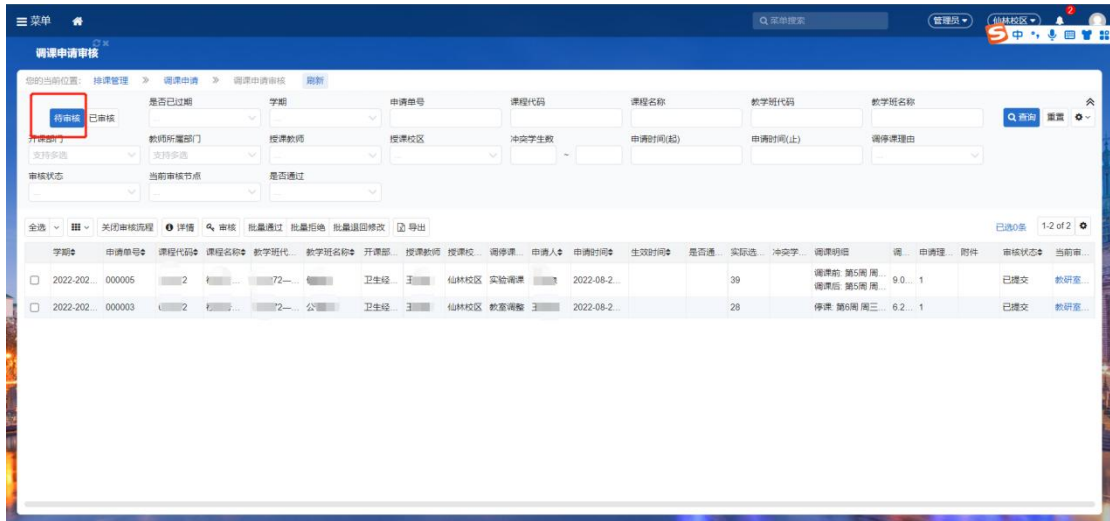 菜单
菜单搜索
管理员
仙林校区
2
中
调课申请审核
您的当前位置: 排课管理 》 调课申请 》 调课申请审核 刷新
待审核 已审核
是否已过期 学期 申请单号 课程代码 课程名称 教学班代码 教学班名称
查询 重置
开课部门 教师所属部门 授课教师 授课校区 冲突学生数 申请时间(起) 申请时间(止) 调停课理由
支持多选 支持多选 ... ... ~ ...
审核状态 当前审核节点 是否通过
全选 关闭审核流程 详情 审核 批量通过 批量拒绝 批量退回修改 导出
已选0条 1-2 of 2
学期 申请单号 课程代码 课程名称 教学班代... 教学班名称 开课部... 授课教师 授课校... 调停课... 申请人 申请时间 生效时间 是否通... 实际选... 冲突学... 调课明细 调... 申请理... 附件 审核状态 当前审...
2022-202... 000005 2 72—... 卫生经... 王 仙林校区 实验调课 2022-08-2... 39 调课前: 第5周 周... 9.0... 1 已提交 教研室...
调课后: 第5周 周...
2022-202... 000003 2 72—... 公 卫生经... 王 仙林校区 教室调整 王 2022-08-2... 28 停课: 第6周 周三... 6.2... 1 已提交 教研室...